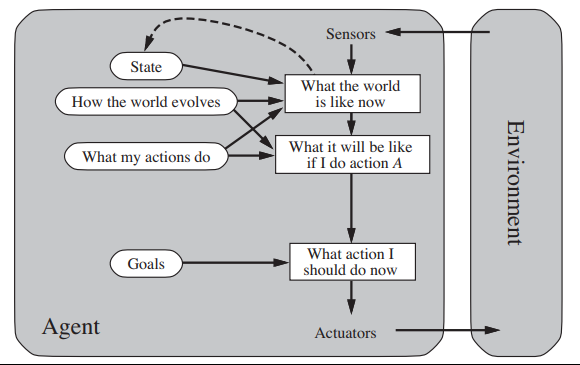 Sensors
State
What the world
is like now
How the world evolves
What it will be like
if I do action A
What my actions do
Environment
What action I
should do now
Goals
Agent
Actuators